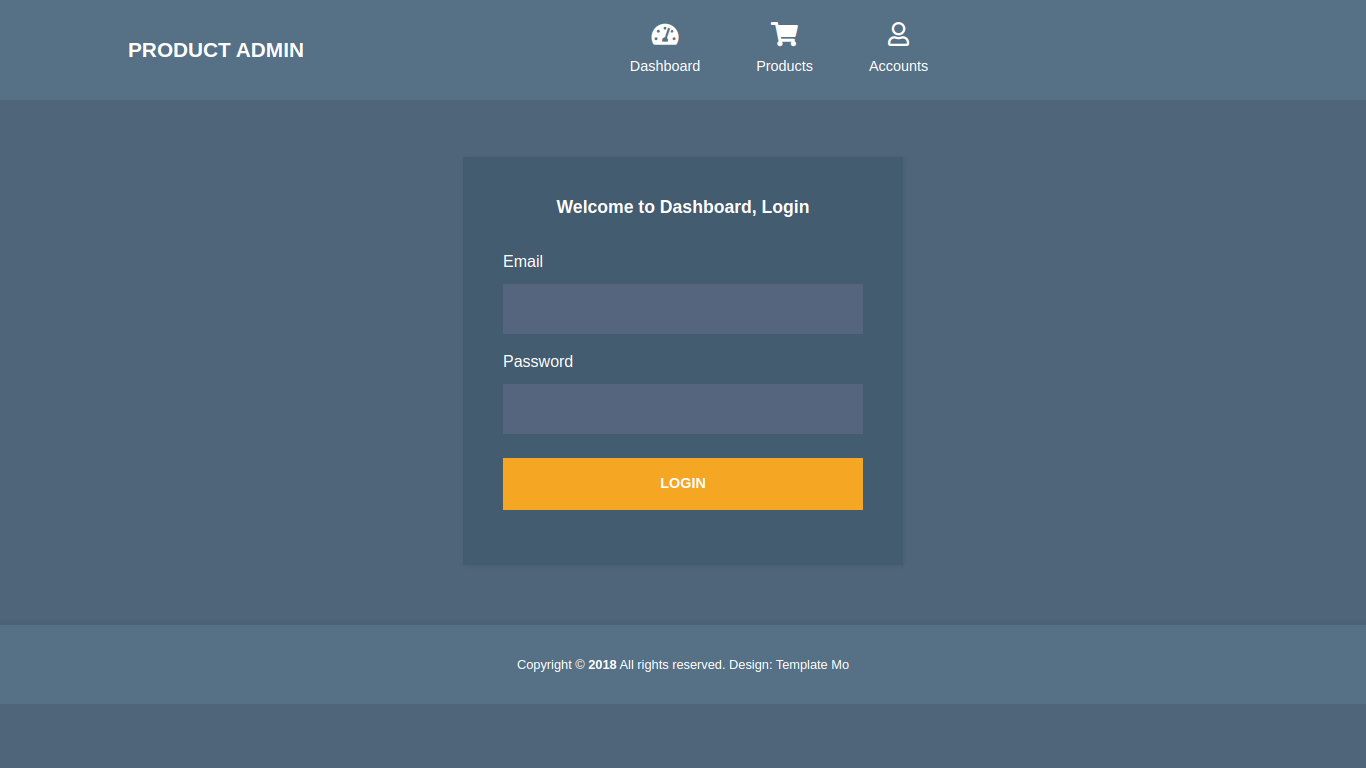 PRODUCT ADMIN
Dashboard
Products
Accounts
Welcome to Dashboard, Login
Email
Password
LOGIN
Copyright © 2018 All rights reserved. Design: Template Mo